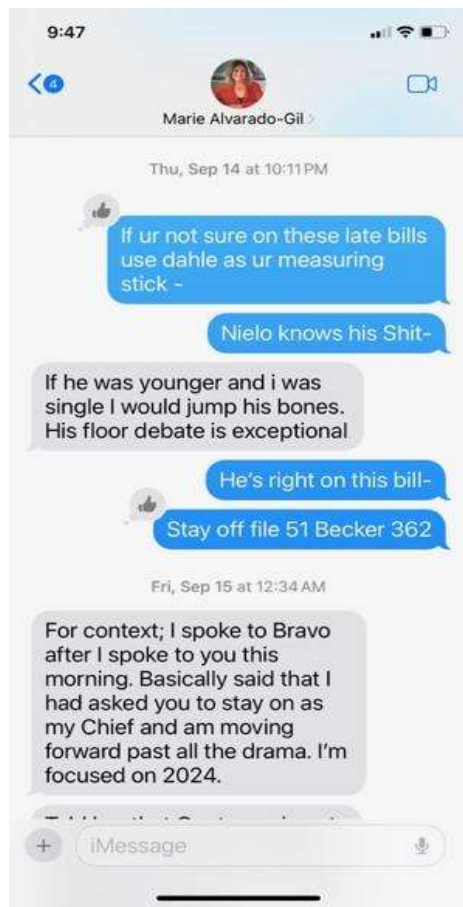 9:47
4
Marie Alvarado-Gil
Thu, Sep 14 at 10:11 PM
If ur not sure on these late bills
use dahle as ur measuring
stick -
Nielo knows his Shit-
If he was younger and i was
single I would jump his bones.
His floor debate is exceptional
He's right on this bill-
Stay off file 51 Becker 362
Fri, Sep 15 at 12:34 AM
For context; I spoke to Bravo
after I spoke to you this
morning. Basically said that I
had asked you to stay on as
my Chief and am moving
forward past all the drama. I'm
focused on 2024.
iMessage